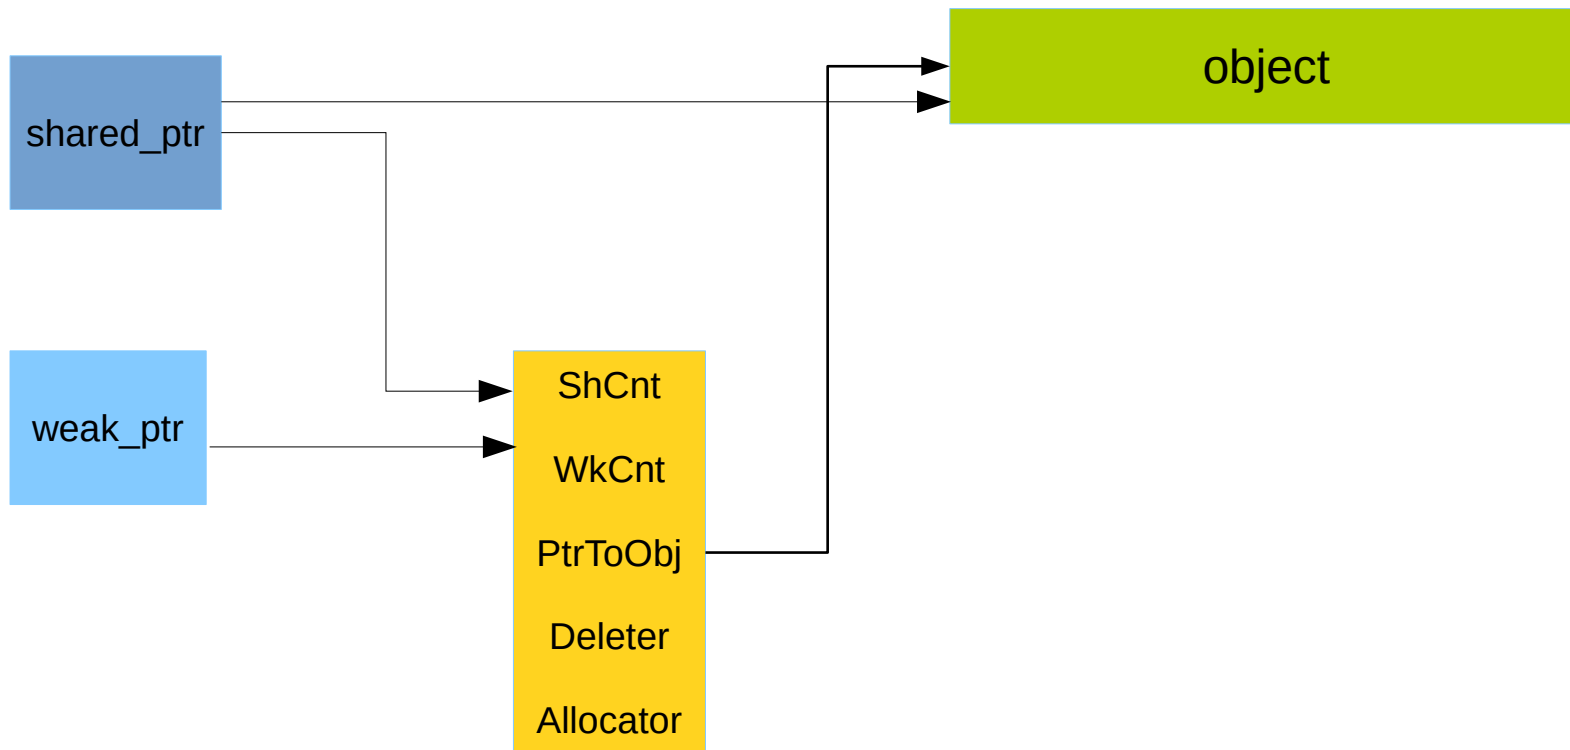 object
shared_ptr
weak_ptr
ShCnt
WkCnt
PtrToObj
Deleter
Allocator